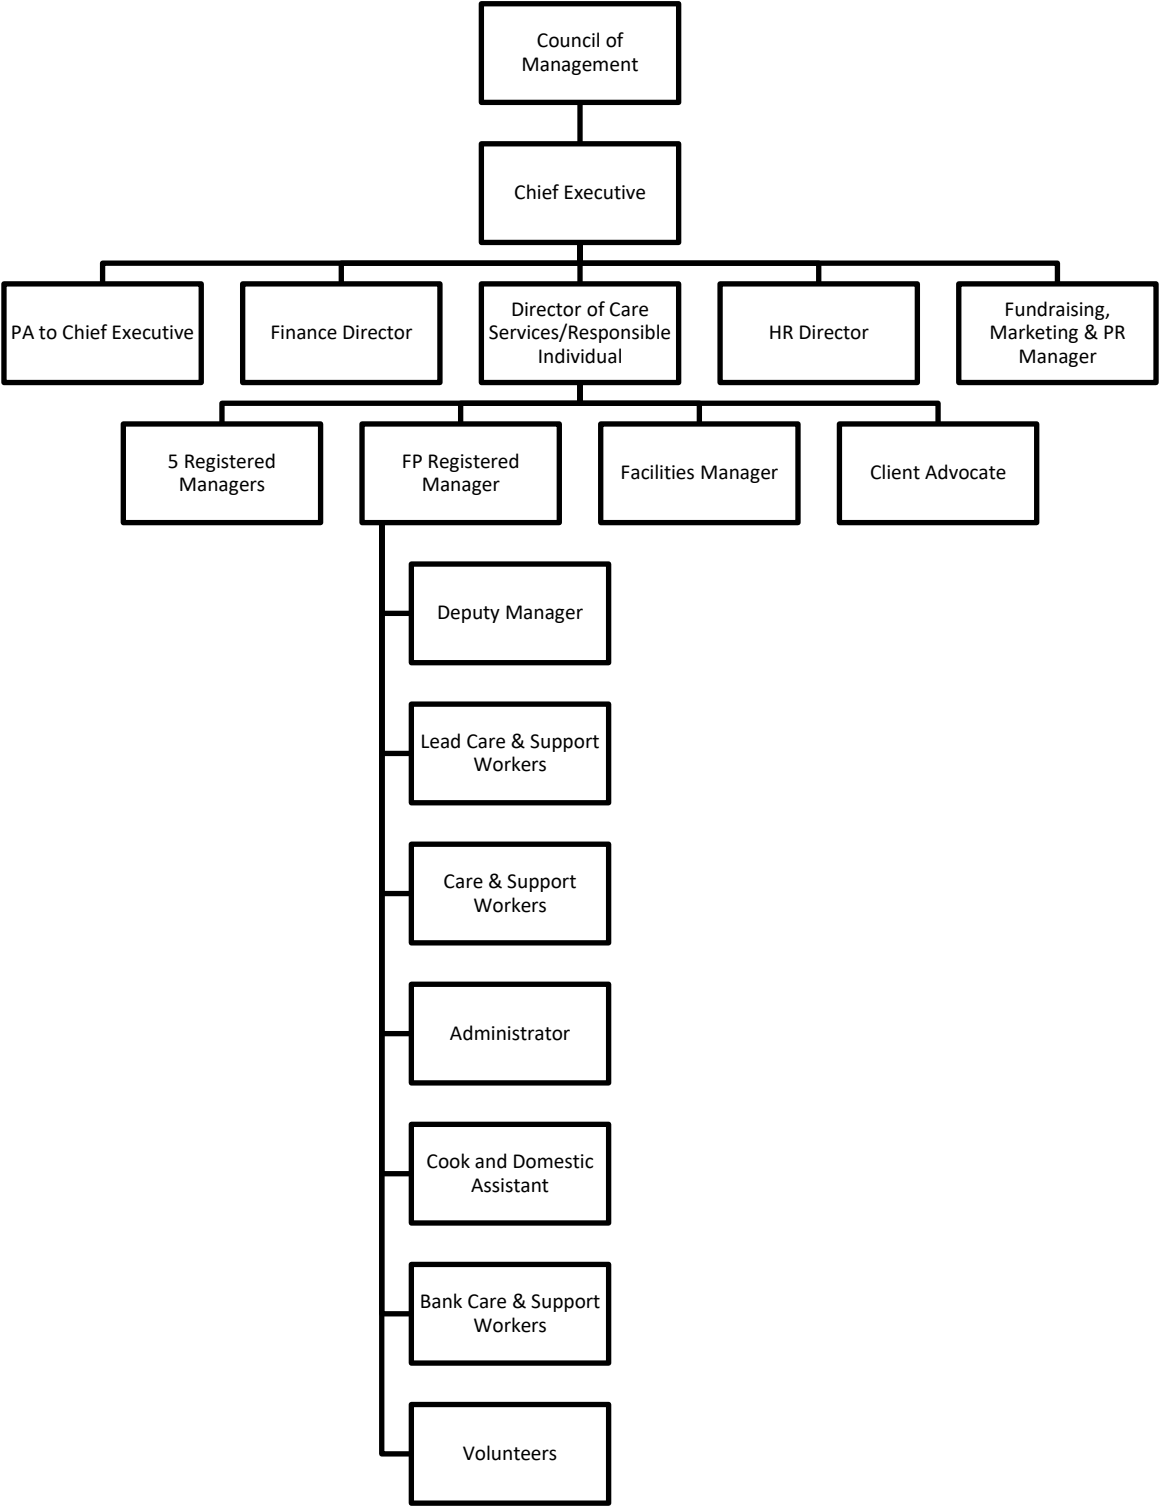 Council of
Management
Chief Executive
PA to Chief Executive
Finance Director
Director of Care
Services/Responsible
Individual
HR Director
Fundraising,
Marketing & PR
Manager
5 Registered
Managers
FP Registered
Manager
Facilities Manager
Client Advocate
Deputy Manager
Lead Care & Support
Workers
Care & Support
Workers
Administrator
Cook and Domestic
Assistant
Bank Care & Support
Workers
Volunteers